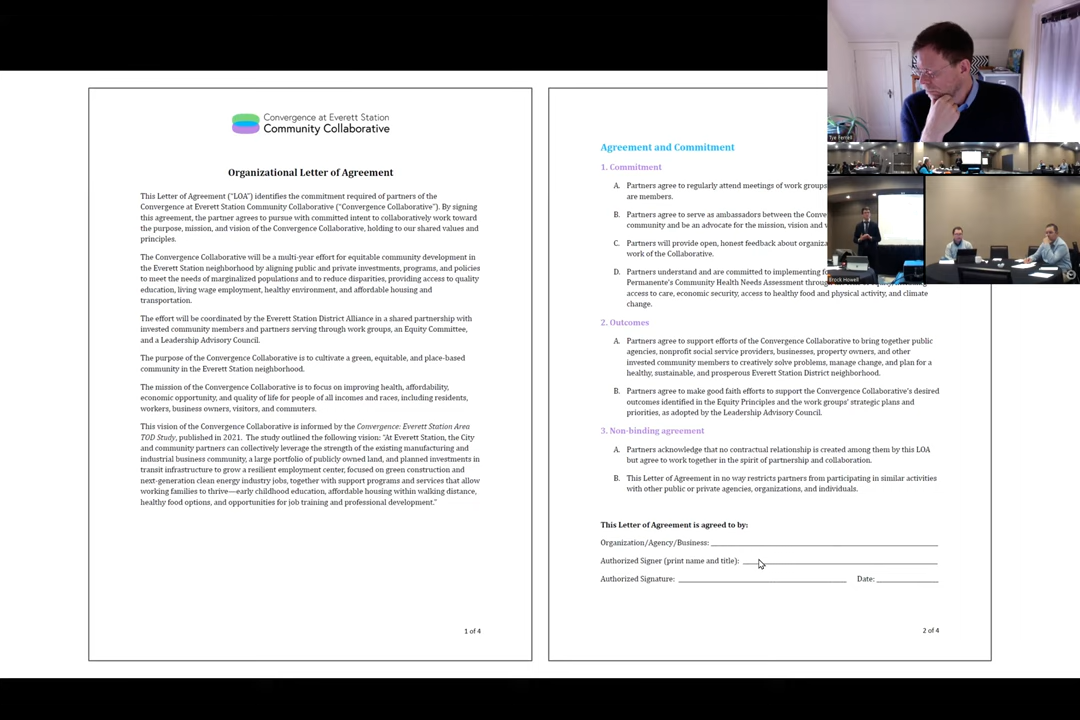 Convergence at Everett Station
Community Collaborative
Organizational Letter of Agreement
This Letter of Agreement ("LOA") identifies the commitment required of partners of the
Convergence at Everett Station Community Collaborative ("Convergence Collaborative"). By signing
this agreement, the partner agrees to pursue with committed intent to collaboratively work toward
the purpose, mission, and vision of the Convergence Collaborative, holding to our shared values and
principles.
The Convergence Collaborative will be a multi-year effort for equitable community development in
the Everett Station neighborhood by aligning public and private investments, programs, and policies
to meet the needs of marginalized populations and to reduce disparities, providing access to quality
education, living wage employment, healthy environment, and affordable housing and
transportation.
The effort will be coordinated by the Everett Station District Alliance in a shared partnership with
invested community members and partners serving through work groups, an Equity Committee,
and a Leadership Advisory Council.
The purpose of the Convergence Collaborative is to cultivate a green, equitable, and place-based
community in the Everett Station neighborhood.
The mission of the Convergence Collaborative is to focus on improving health, affordability,
economic opportunity, and quality of life for people of all incomes and races, including residents,
workers, business owners, visitors, and commuters.
This vision of the Convergence Collaborative is informed by the Convergence: Everett Station Area
TOD Study, published in 2021. The study outlined the following vision: "At Everett Station, the City
and community partners can collectively leverage the strength of the existing manufacturing and
industrial business community, a large portfolio of publicly owned land, and planned investments in
transit infrastructure to grow a resilient employment center, focused on green construction and
next-generation clean energy industry jobs, together with support programs and services that allow
working families to thrive—early childhood education, affordable housing within walking distance,
healthy food options, and opportunities for job training and professional development."
1 of 4
Agreement and Commitment
1. Commitment
A. Partners agree to regularly attend meetings of work groups
are members.
B. Partners agree to serve as ambassadors between the Conve
community and be an advocate for the mission, vision and
C. Partners will provide open, honest feedback about organiza
work of the Collaborative.
D. Partners understand and are committed to implementing fo
Permanente's Community Health Needs Assessment through
access to care, economic security, access to healthy food and physical activity, and climate
change.
2. Outcomes
A. Partners agree to support efforts of the Convergence Collaborative to bring together public
agencies, nonprofit social service providers, businesses, property owners, and other
invested community members to creatively solve problems, manage change, and plan for a
healthy, sustainable, and prosperous Everett Station District neighborhood.
B. Partners agree to make good faith efforts to support the Convergence Collaborative's desired
outcomes identified in the Equity Principles and the work groups' strategic plans and
priorities, as adopted by the Leadership Advisory Council.
3. Non-binding agreement
A. Partners acknowledge that no contractual relationship is created among them by this LOA
but agree to work together in the spirit of partnership and collaboration.
B. This Letter of Agreement in no way restricts partners from participating in similar activities
with other public or private agencies, organizations, and individuals.
This Letter of Agreement is agreed to by:
Organization/Agency/Business:
Authorized Signer (print name and title):
Authorized Signature: Date:
2 of 4
Tye Ferrell
Brock Howell